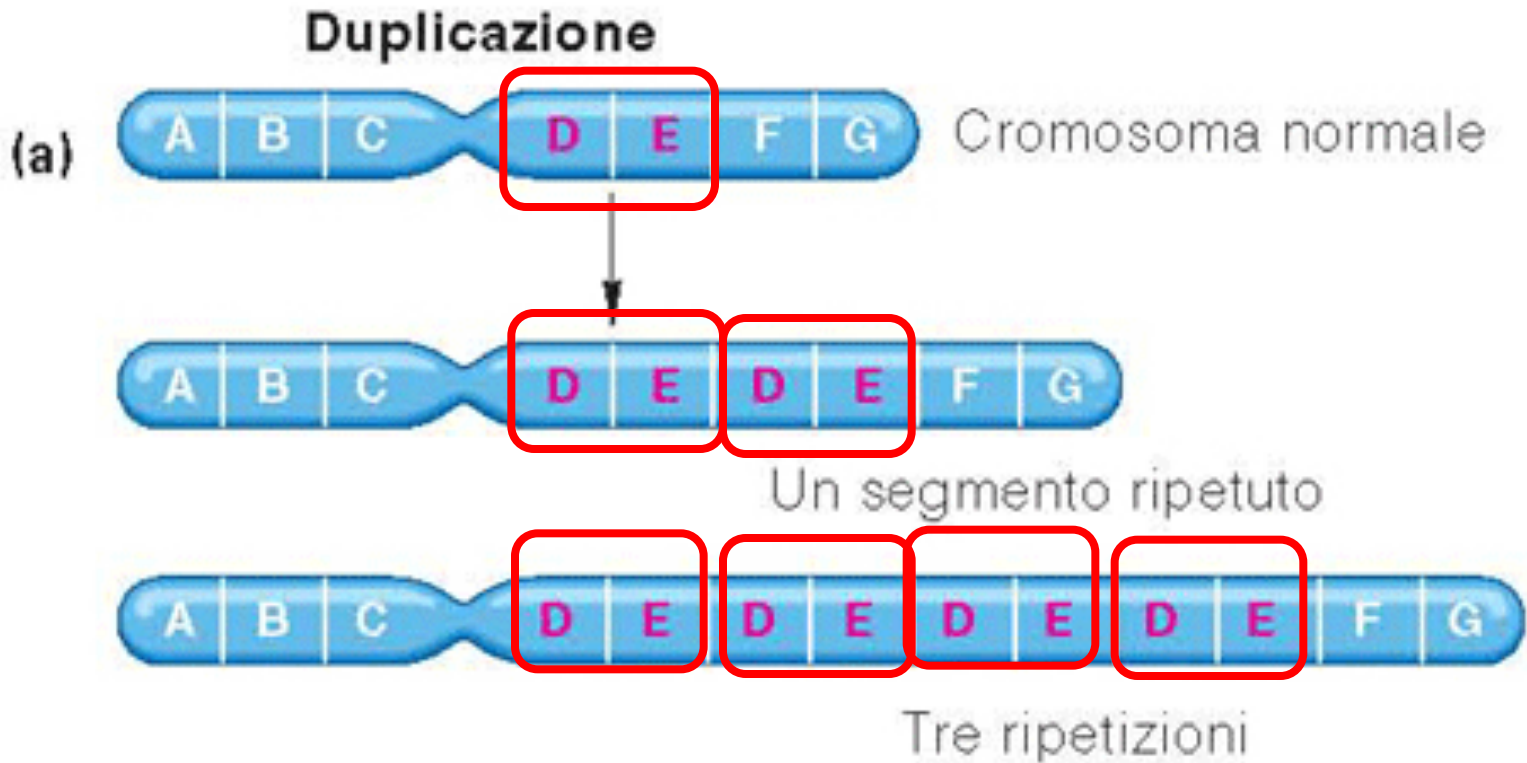 Duplicazione
(a) A B C D E F G Cromosoma normale
A B C D E D E F G
Un segmento ripetuto
A B C D E D E D E D E F G
Tre ripetizioni